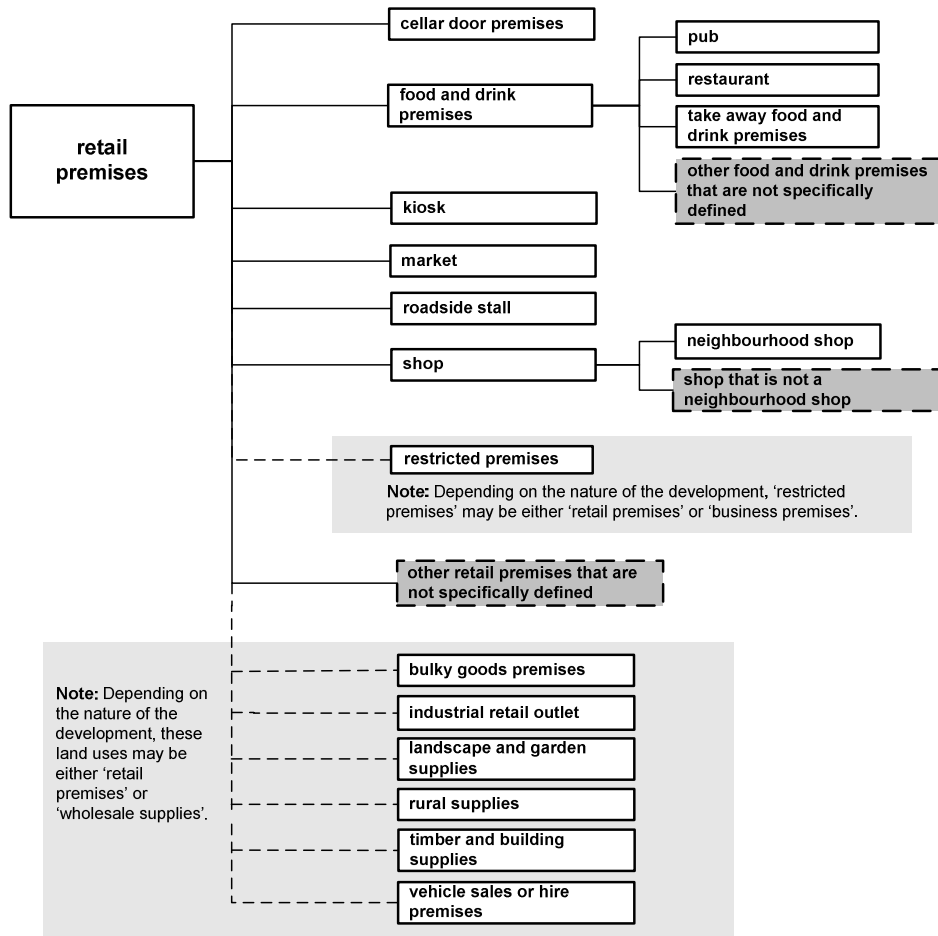 retail
premises
cellar door premises
food and drink
premises
pub
restaurant
take away food and
drink premises
other food and drink premises
that are not specifically
defined
kiosk
market
roadside stall
shop
neighbourhood shop
shop that is not a
neighbourhood shop
restricted premises
Note: Depending on the nature of the development, ‘restricted
premises’ may be either ‘retail premises’ or ‘business premises’.
other retail premises that are
not specifically defined
Note: Depending on
the nature of the
development, these
land uses may be
either ‘retail
premises’ or
‘wholesale supplies’.
bulky goods premises
industrial retail outlet
landscape and garden
supplies
rural supplies
timber and building
supplies
vehicle sales or hire
premises